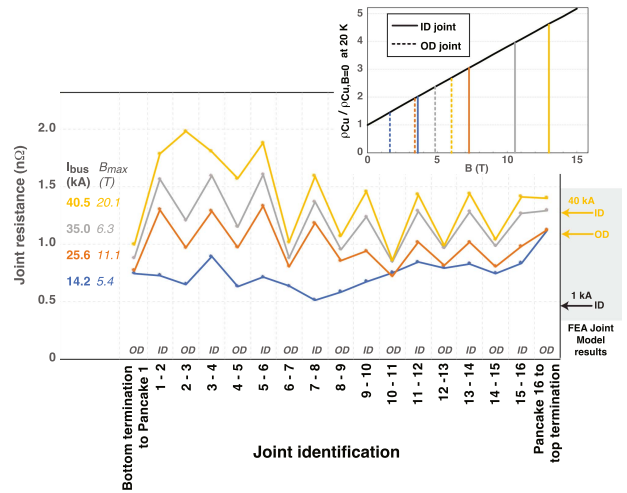 ID joint
OD joint
ρCu / ρCu,B=0 at 20 K
5
4
3
2
1
0
0
5
10
15
B (T)
Joint resistance (nΩ)
2.0
1.5
1.0
0.5
0
Ibus Bmax
(kA) (T)
40.5 20.1
35.0 6.3
25.6 11.1
14.2 5.4
40 kA
ID
OD
1 kA
ID
FEA Joint
Model
results
OD ID OD ID OD ID OD ID OD ID OD ID OD ID OD ID OD
Bottom termination
to Pancake 1
1 - 2
2 - 3
3 - 4
4 - 5
5 - 6
6 - 7
7 - 8
8 - 9
9 - 10
10 - 11
11 - 12
12 -13
13 - 14
14 - 15
15 - 16
Pancake 16 to
top termination
Joint identification